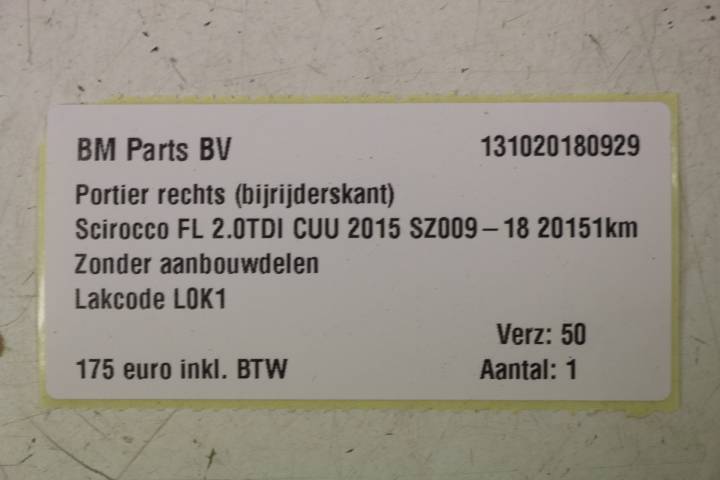 BM Parts BV 131020180929
Portier rechts (bijrijderskant)
Scirocco FL 2.0TDI CUU 2015 SZ009–18 20151km
Zonder aanbouwdelen
Lakcode L0K1
Verz: 50
175 euro inkl. BTW Aantal: 1